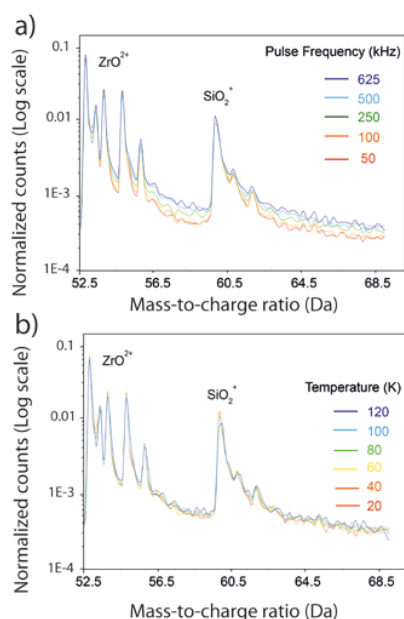 a)
Normalized counts (Log scale)
0.1
0.01
1E-3
1E-4
ZrO²⁺
SiO₂⁺
Pulse Frequency (kHz)
625
500
250
100
50
52.5 56.5 60.5 64.5 68.5
Mass-to-charge ratio (Da)
b)
Normalized counts (Log scale)
0.1
0.01
1E-3
1E-4
ZrO²⁺
SiO₂⁺
Temperature (K)
120
100
80
60
40
20
52.5 56.5 60.5 64.5 68.5
Mass-to-charge ratio (Da)